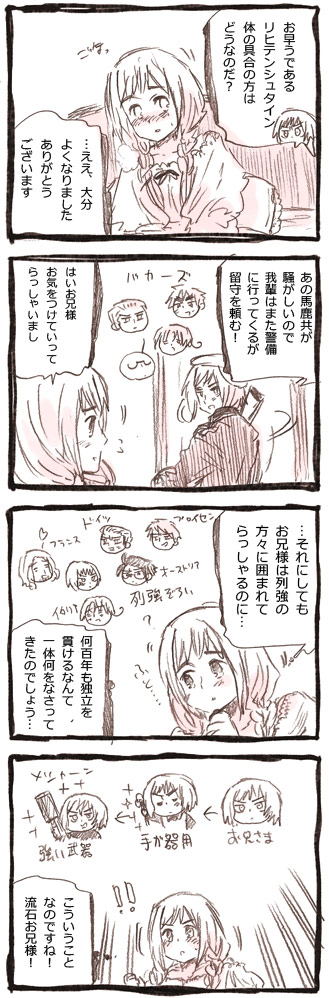 お早うである
リヒテンシュタイン
体の具合の方は
どうなのだ?
ごほっ
…ええ、大分
よくなりました
ありがとう
ございます
あの馬鹿共が
騒がしいので
我輩はまた警備
に行ってくるが
留守を頼む!
バカーズ
はいお兄様
お気をつけていって
らっしゃいまし
…それにしても
お兄様は列強の
方々に囲まれて
らっしゃるのに…
プロイセン
ドイツ
フランス
オーストリア
イタリア
列強ぞろい
?
何百年も独立を
貫けるなんて
一体何をなさって
きたのでしょう…
お兄さま
手が器用
メシャーン
強い武器
!!
こういうこと
なのですね!
流石お兄様!